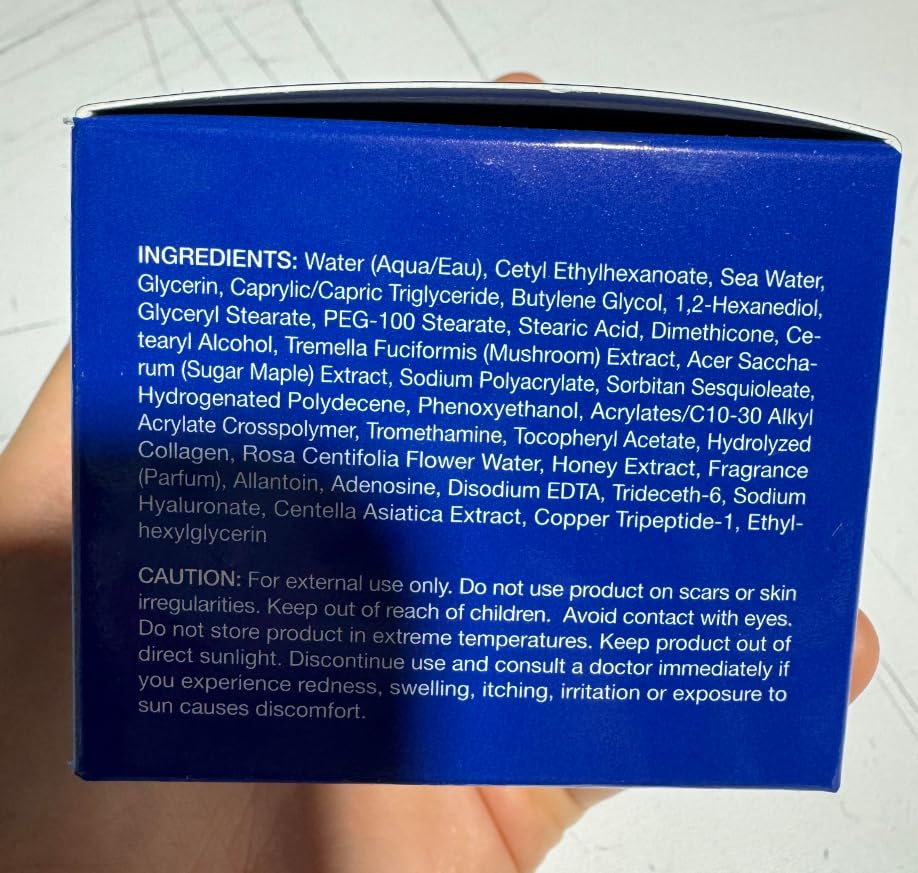 INGREDIENTS: Water (Aqua/Eau), Cetyl Ethylhexanoate, Sea Water,
Glycerin, Caprylic/Capric Triglyceride, Butylene Glycol, 1,2-Hexanediol,
Glyceryl Stearate, PEG-100 Stearate, Stearic Acid, Dimethicone, Ce-
tearyl Alcohol, Tremella Fuciformis (Mushroom) Extract, Acer Saccha-
rum (Sugar Maple) Extract, Sodium Polyacrylate, Sorbitan Sesquioleate,
Hydrogenated Polydecene, Phenoxyethanol, Acrylates/C10-30 Alkyl
Acrylate Crosspolymer, Tromethamine, Tocopheryl Acetate, Hydrolyzed
Collagen, Rosa Centifolia Flower Water, Honey Extract, Fragrance
(Parfum), Allantoin, Adenosine, Disodium EDTA, Trideceth-6, Sodium
Hyaluronate, Centella Asiatica Extract, Copper Tripeptide-1, Ethyl-
hexylglycerin
CAUTION: For external use only. Do not use product on scars or skin
irregularities. Keep out of reach of children. Avoid contact with eyes.
Do not store product in extreme temperatures. Keep product out of
direct sunlight. Discontinue use and consult a doctor immediately if
you experience redness, swelling, itching, irritation or exposure to
sun causes discomfort.